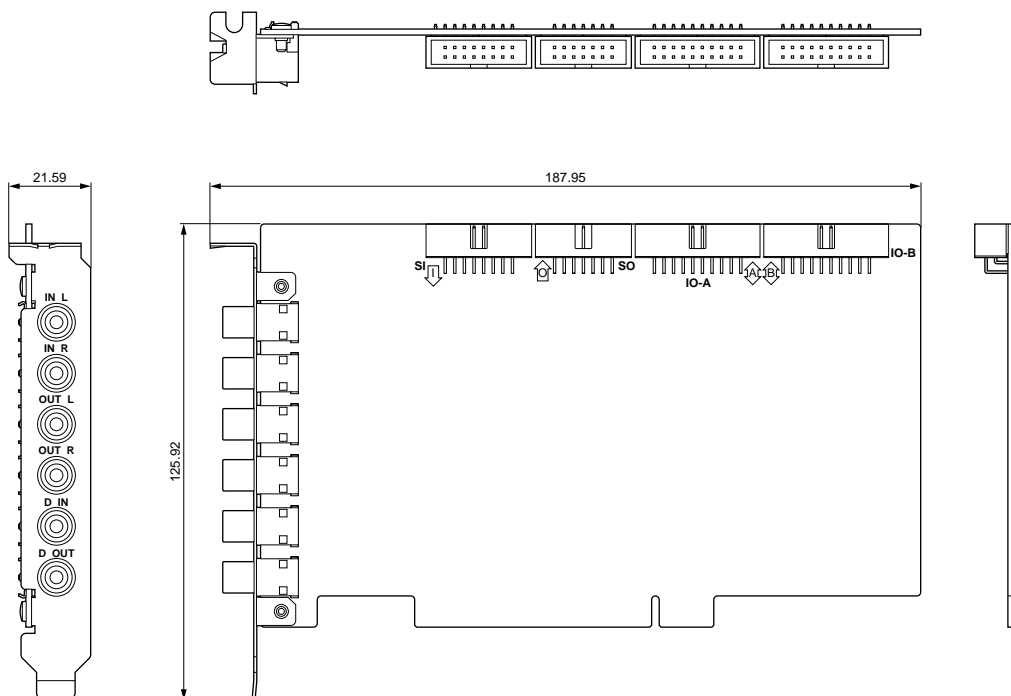 21.59
187.95
125.92
SI
I
O
SO
IO-A
A
B
IO-B
IN L
IN R
OUT L
OUT R
D IN
D OUT